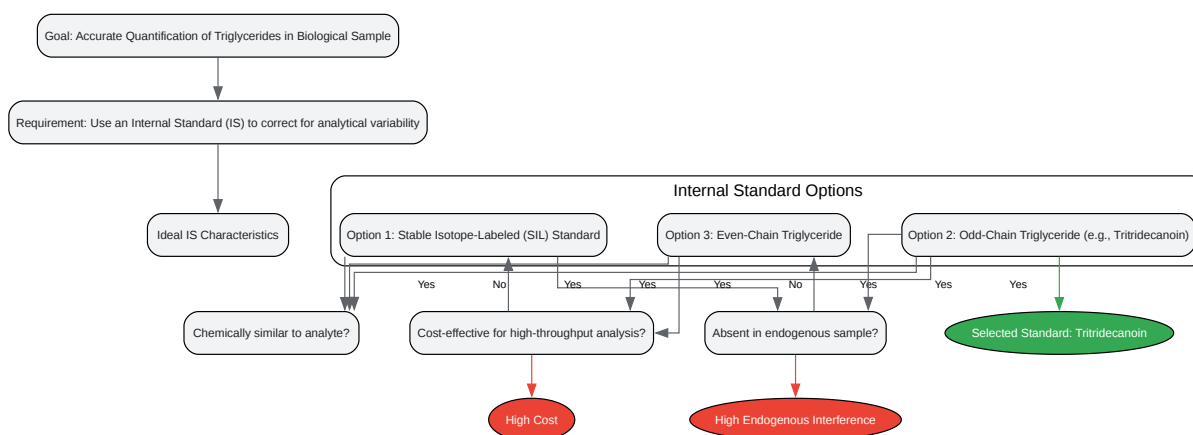 Goal: Accurate Quantification of Triglycerides in Biological Sample
Requirement: Use an Internal Standard (IS) to correct for analytical variability
Internal Standard Options
Ideal IS Characteristics
Option 1: Stable Isotope-Labeled (SIL) Standard
Option 3: Even-Chain Triglyceride
Option 2: Odd-Chain Triglyceride (e.g., Tritridecanoin)
Yes
No
Yes
Yes
Yes
No
Yes
Yes
Yes
Chemically similar to analyte?
Cost-effective for high-throughput analysis?
Absent in endogenous sample?
Selected Standard: Tritridecanoin
High Cost
High Endogenous Interference